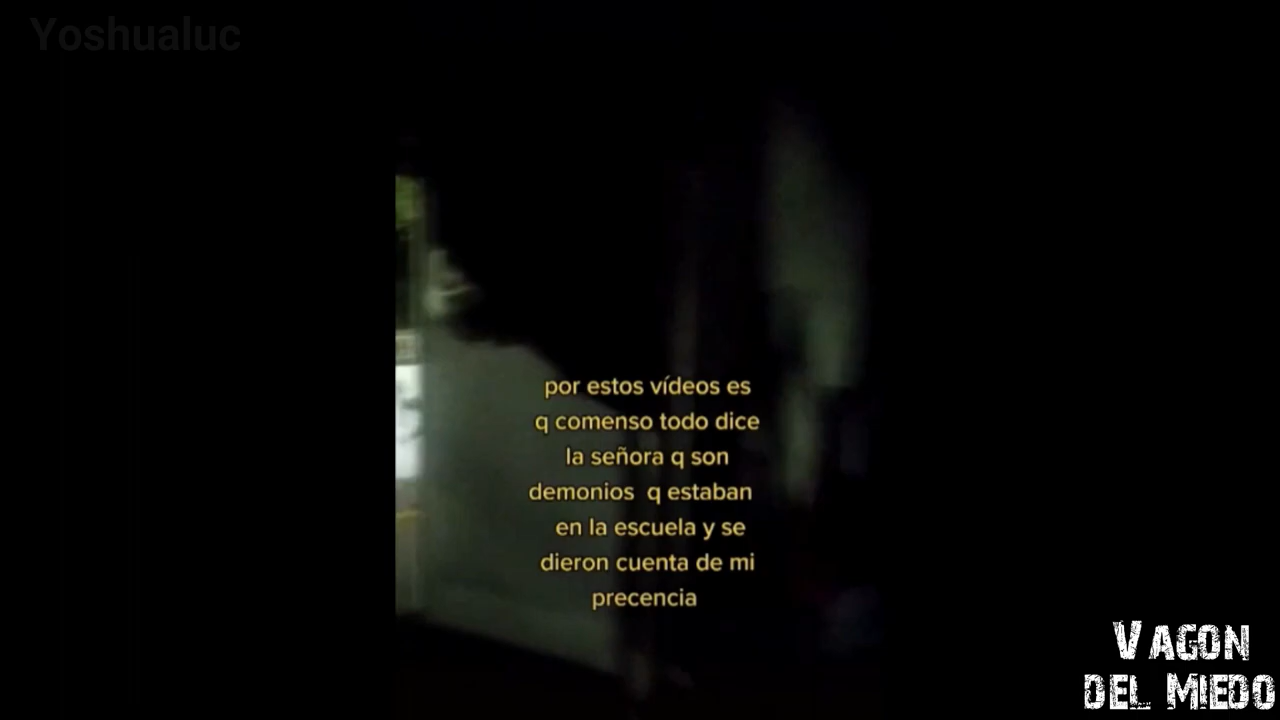 Yoshualuc
por estos vídeos es
q comenso todo dice
la señora q son
demonios q estaban
en la escuela y se
dieron cuenta de mi
precencia
VAGON
DEL MIEDO